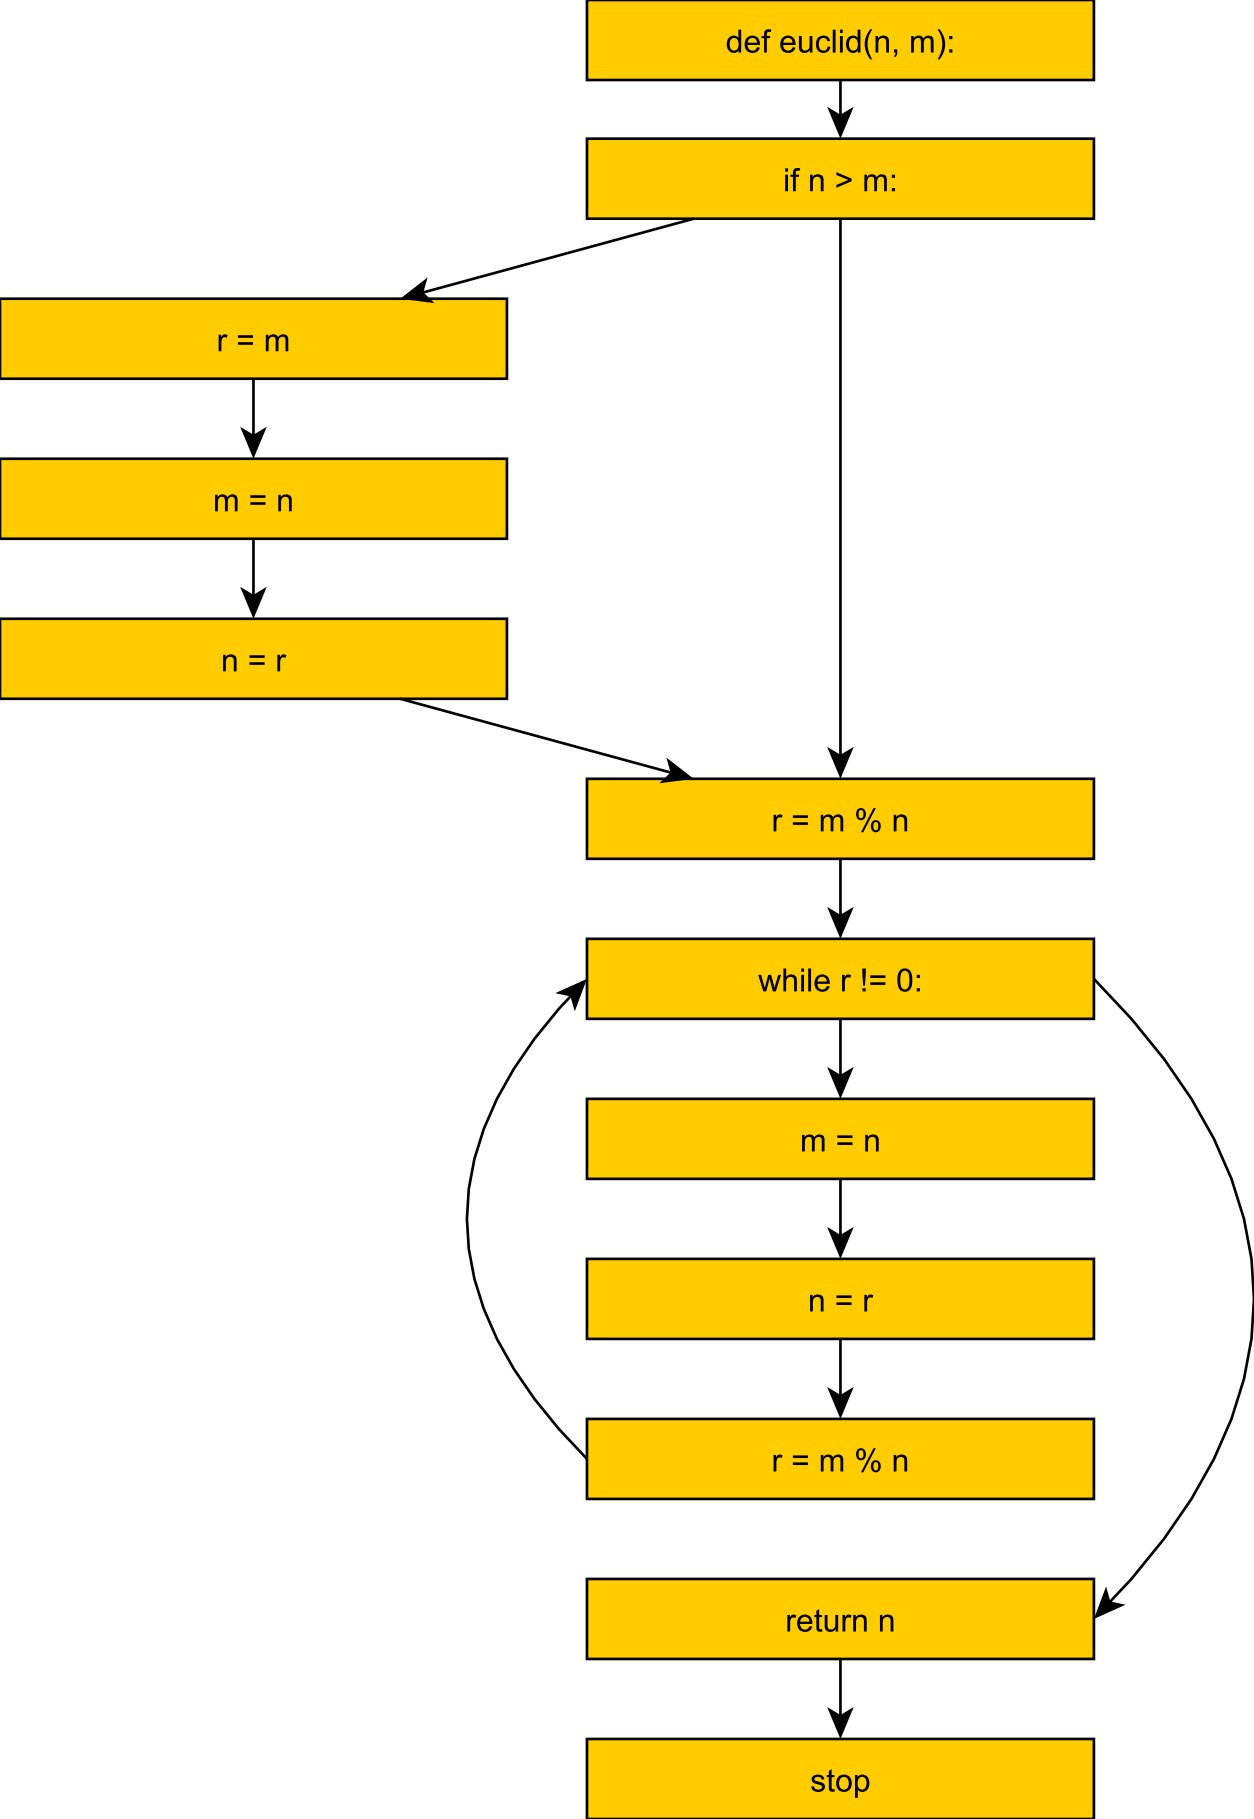 def euclid(n, m):
if n > m:
r = m
m = n
n = r
r = m % n
while r != 0:
m = n
n = r
r = m % n
return n
stop